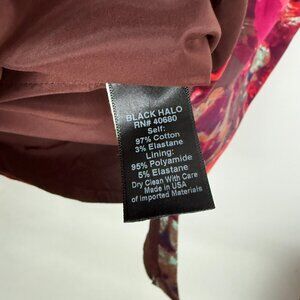 BLACK HALO
RN# 40680
Self:
97% Cotton
3% Elastane
Lining:
95% Polyamide
5% Elastane
Dry Clean With Care
Made in USA
of Imported Materials